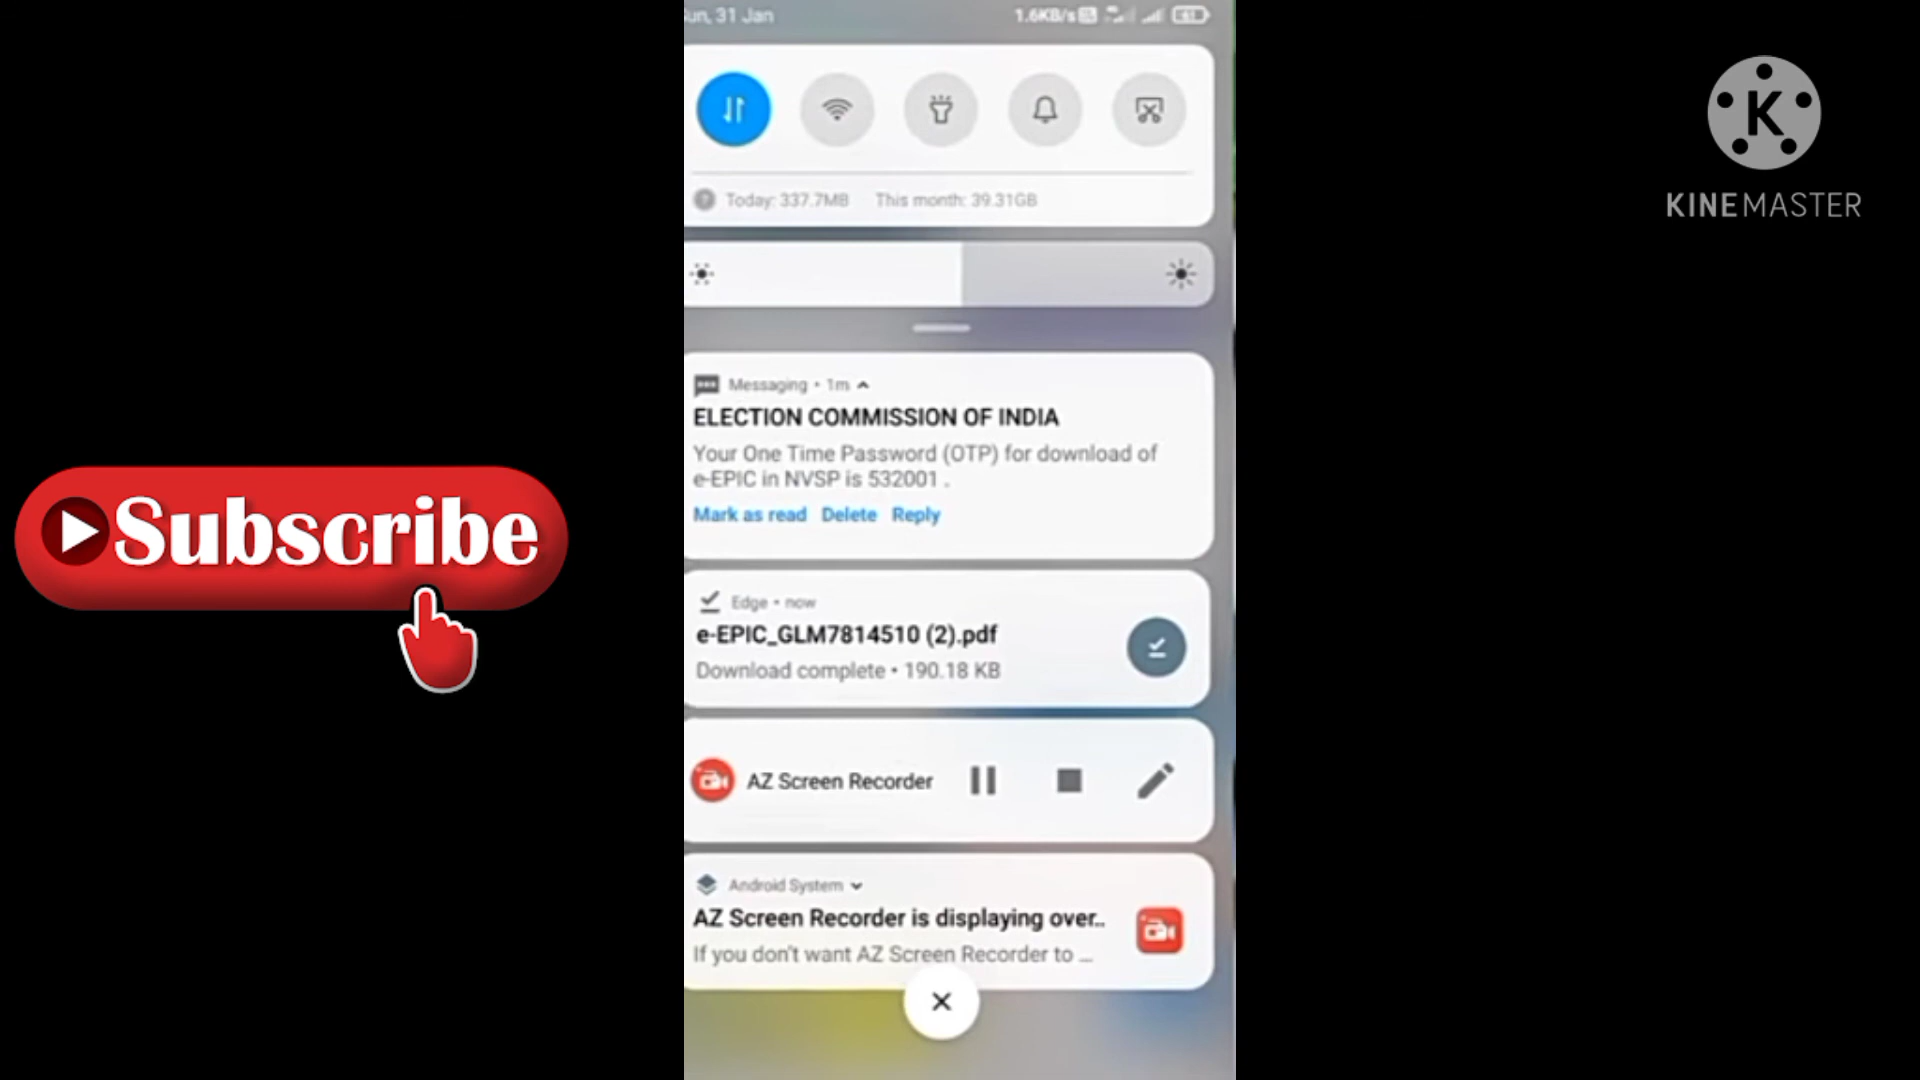 un, 31 Jan
1.6KB/s
Today: 337.7MB This month: 39.31GB
Messaging • 1m
ELECTION COMMISSION OF INDIA
Your One Time Password (OTP) for download of
e-EPIC in NVSP is 532001 .
Mark as read Delete Reply
Edge • now
e-EPIC_GLM7814510 (2).pdf
Download complete • 190.18 KB
AZ Screen Recorder
Android System
AZ Screen Recorder is displaying over..
If you don't want AZ Screen Recorder to ...
Subscribe
K
KINEMASTER